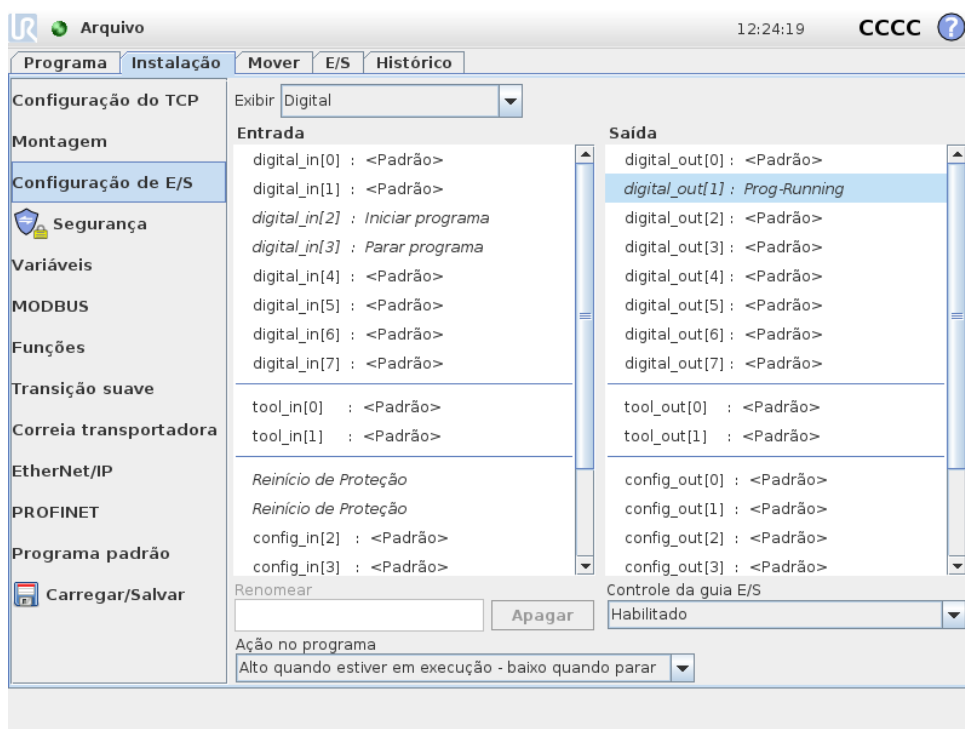 UR Arquivo 12:24:19 CCCC ?
Programa Instalação Mover E/S Histórico
Configuração do TCP
Montagem
Configuração de E/S
Segurança
Variáveis
MODBUS
Funções
Transição suave
Correia transportadora
EtherNet/IP
PROFINET
Programa padrão
Carregar/Salvar
Exibir Digital
Entrada
digital_in[0] : <Padrão>
digital_in[1] : <Padrão>
digital_in[2] : Iniciar programa
digital_in[3] : Parar programa
digital_in[4] : <Padrão>
digital_in[5] : <Padrão>
digital_in[6] : <Padrão>
digital_in[7] : <Padrão>
tool_in[0] : <Padrão>
tool_in[1] : <Padrão>
Reinício de Proteção
Reinício de Proteção
config_in[2] : <Padrão>
config_in[3] : <Padrão>
Saída
digital_out[0] : <Padrão>
digital_out[1] : Prog-Running
digital_out[2] : <Padrão>
digital_out[3] : <Padrão>
digital_out[4] : <Padrão>
digital_out[5] : <Padrão>
digital_out[6] : <Padrão>
digital_out[7] : <Padrão>
tool_out[0] : <Padrão>
tool_out[1] : <Padrão>
config_out[0] : <Padrão>
config_out[1] : <Padrão>
config_out[2] : <Padrão>
config_out[3] : <Padrão>
Renomear
Apagar
Controle da guia E/S
Habilitado
Ação no programa
Alto quando estiver em execução - baixo quando parar